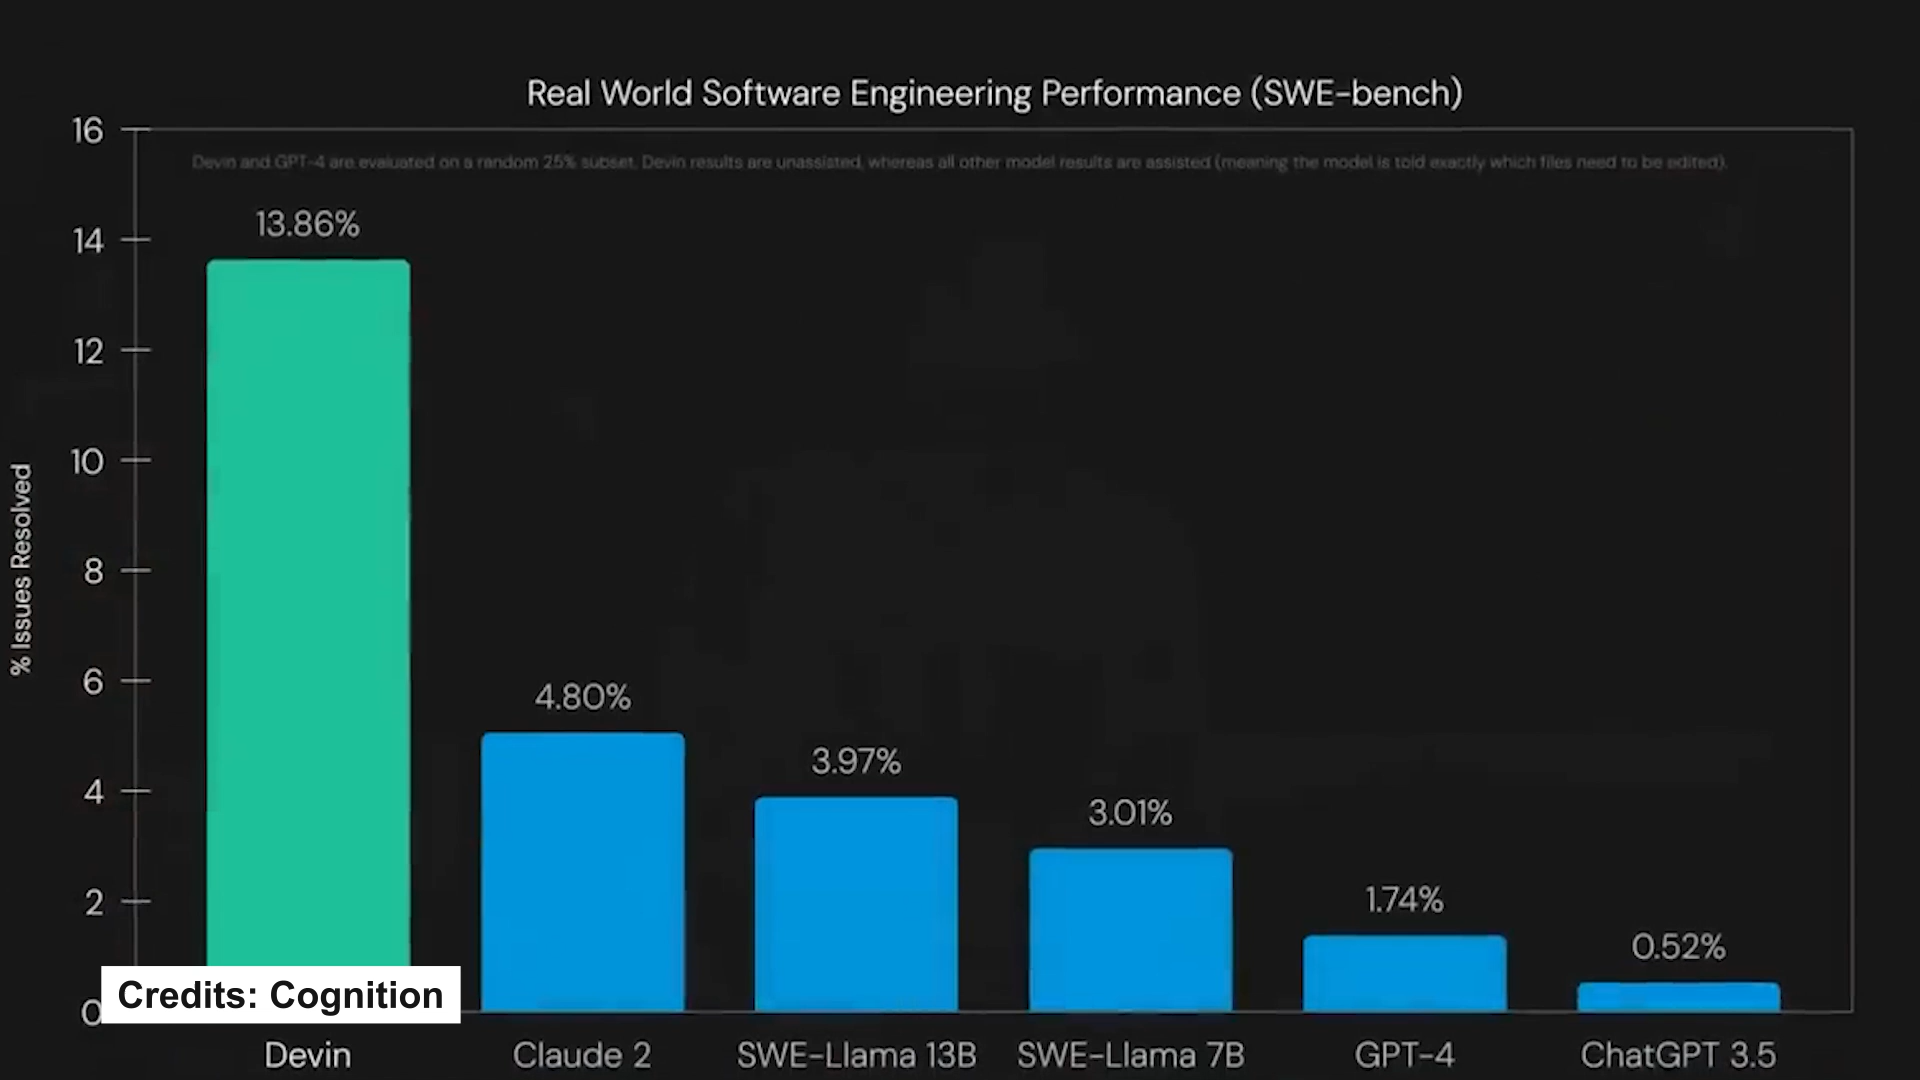 Real World Software Engineering Performance (SWE-bench)
Devin and GPT-4 are evaluated on a random 25% subset. Devin results are unassisted, whereas all other model results are assisted (meaning the model is told exactly which files need to be edited).
16
14
12
10
8
6
4
2
0
% Issues Resolved
13.86%
4.80%
3.97%
3.01%
1.74%
0.52%
Credits: Cognition
Devin
Claude 2
SWE-Llama 13B
SWE-Llama 7B
GPT-4
ChatGPT 3.5